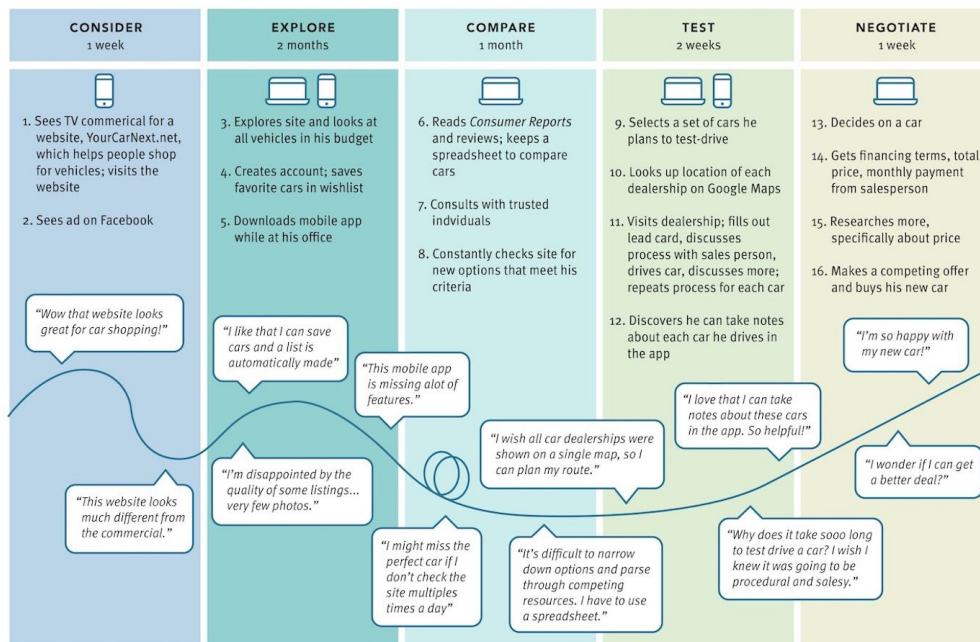 CONSIDER
1 week
EXPLORE
2 months
COMPARE
1 month
TEST
2 weeks
NEGOTIATE
1 week
1. Sees TV commerical for a
website, YourCarNext.net,
which helps people shop
for vehicles; visits the
website
2. Sees ad on Facebook
3. Explores site and looks at
all vehicles in his budget
4. Creates account; saves
favorite cars in wishlist
5. Downloads mobile app
while at his office
6. Reads Consumer Reports
and reviews; keeps a
spreadsheet to compare
cars
7. Consults with trusted
indviduals
8. Constantly checks site for
new options that meet his
criteria
9. Selects a set of cars he
plans to test-drive
10. Looks up location of each
dealership on Google Maps
11. Visits dealership; fills out
lead card, discusses
process with sales person,
drives car, discusses more;
repeats process for each car
12. Discovers he can take notes
about each car he drives in
the app
13. Decides on a car
14. Gets financing terms, total
price, monthly payment
from salesperson
15. Researches more,
specifically about price
16. Makes a competing offer
and buys his new car
“Wow that website looks
great for car shopping!”
“This website looks
much different from
the commercial.”
“I like that I can save
cars and a list is
automatically made”
“I’m disappointed by the
quality of some listings...
very few photos.”
“This mobile app
is missing alot of
features.”
“I might miss the
perfect car if I
don’t check the
site multiples
times a day”
“I wish all car dealerships were
shown on a single map, so I
can plan my route.”
“It’s difficult to narrow
down options and parse
through competing
resources. I have to use
a spreadsheet.”
“I love that I can take
notes about these cars
in the app. So helpful!”
“Why does it take sooo long
to test drive a car? I wish I
knew it was going to be
procedural and salesy.”
“I’m so happy with
my new car!”
“I wonder if I can get
a better deal?”